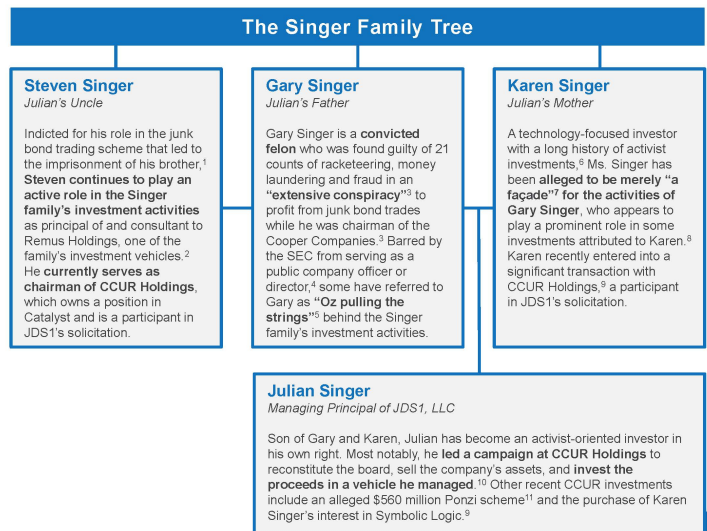 The Singer Family Tree
Steven Singer
Julian's Uncle
Indicted for his role in the junk
bond trading scheme that led to
the imprisonment of his brother,1
Steven continues to play an
active role in the Singer
family's investment activities
as principal of and consultant to
Remus Holdings, one of the
family's investment vehicles.2
He currently serves as
chairman of CCUR Holdings,
which owns a position in
Catalyst and is a participant in
JDS1's solicitation.
Gary Singer
Julian's Father
Gary Singer is a convicted
felon who was found guilty of 21
counts of racketeering, money
laundering and fraud in an
"extensive conspiracy"3 to
profit from junk bond trades
while he was chairman of the
Cooper Companies.3 Barred by
the SEC from serving as a
public company officer or
director,4 some have referred to
Gary as "Oz pulling the
strings"5 behind the Singer
family's investment activities.
Karen Singer
Julian's Mother
A technology-focused investor
with a long history of activist
investments,6 Ms. Singer has
been alleged to be merely "a
façade"7 for the activities of
Gary Singer, who appears to
play a prominent role in some
investments attributed to Karen.8
Karen recently entered into a
significant transaction with
CCUR Holdings,9 a participant
in JDS1's solicitation.
Julian Singer
Managing Principal of JDS1, LLC
Son of Gary and Karen, Julian has become an activist-oriented investor in
his own right. Most notably, he led a campaign at CCUR Holdings to
reconstitute the board, sell the company's assets, and invest the
proceeds in a vehicle he managed.10 Other recent CCUR investments
include an alleged $560 million Ponzi scheme11 and the purchase of Karen
Singer's interest in Symbolic Logic.9